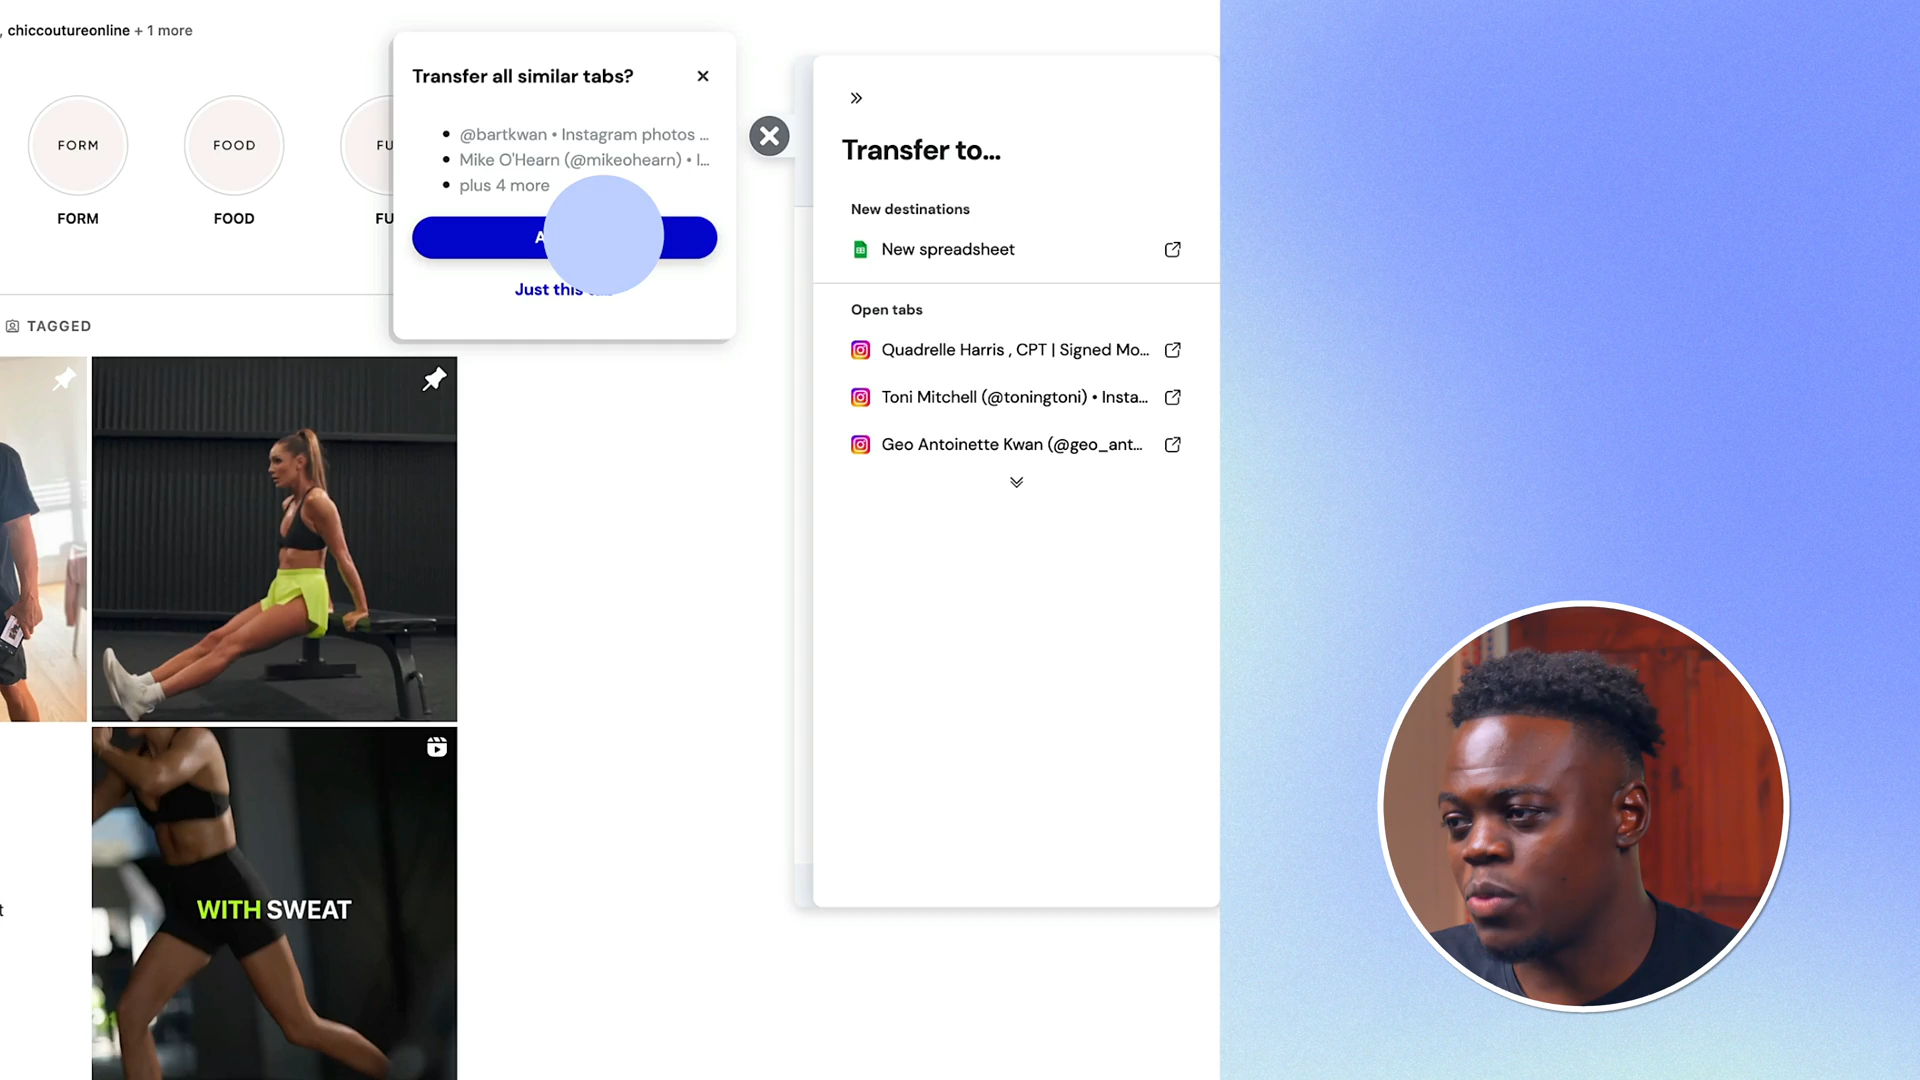 , chiccoutureonline + 1 more
FORM
FOOD
FU
FORM
FOOD
FU
TAGGED
WITH SWEAT
t
Transfer all similar tabs?
• @bartkwan • Instagram photos ...
• Mike O'Hearn (@mikeohearn) • I...
• plus 4 more
A
Just this
Transfer to...
New destinations
New spreadsheet
Open tabs
Quadrelle Harris , CPT | Signed Mo...
Toni Mitchell (@toningtoni) • Insta...
Geo Antoinette Kwan (@geo_ant...